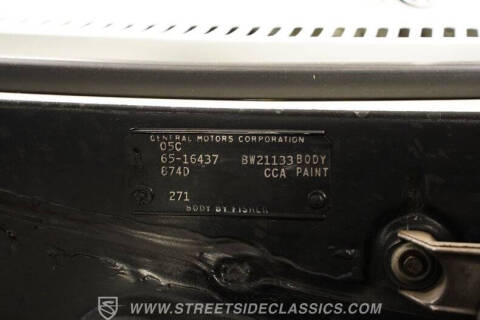 GENERAL MOTORS CORPORATION
05C
65-16437 BW21133 BODY
874D CCA PAINT
271
BODY BY FISHER
WWW.STREETSIDECLASSICS.COM